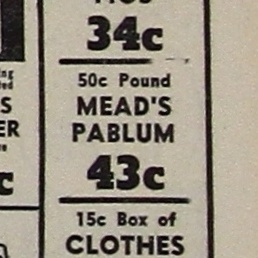 34c
50c Pound
MEAD'S
PABLUM
43c
15c Box of
CLOTHES